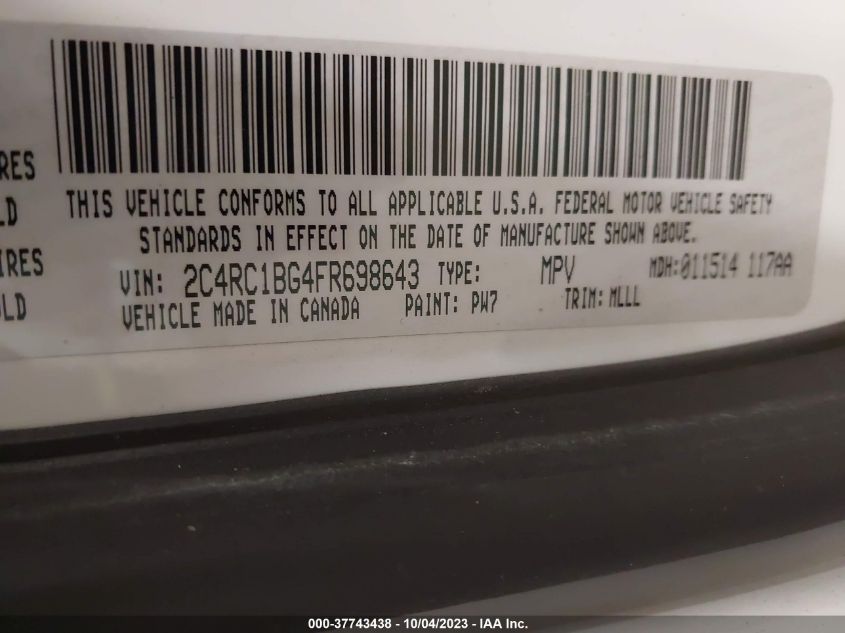 RES
LD
IRES
OLD
THIS VEHICLE CONFORMS TO ALL APPLICABLE U.S.A. FEDERAL MOTOR VEHICLE SAFETY
STANDARDS IN EFFECT ON THE DATE OF MANUFACTURE SHOWN ABOVE.
VIN: 2C4RC1BG4FR698643 TYPE: MPV MDH:011514 117AA
VEHICLE MADE IN CANADA PAINT: PW7 TRIM: MLLL
000-37743438 - 10/04/2023 - IAA Inc.